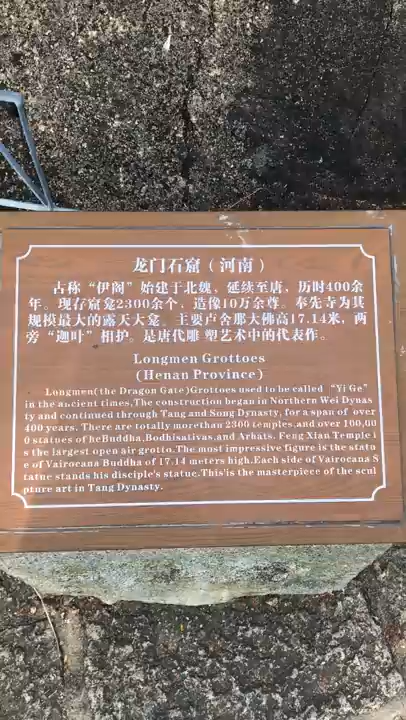 龙门石窟（河南）
古称“伊阁”始建于北魏，延续至唐，历时400余
年。现存窟龛2300余个，造像10万余尊。奉先寺为其
规模最大的露天大龛。主要卢舍那大佛高17.14米，两
旁“迦叶”相护。是唐代雕 塑艺术中的代表作。
Longmen Grottoes
(Henan Province)
Longmen(the Dragon Gate)Grottoes used to be called “Yi Ge”
in the ancient times.The construction began in Northern Wei Dynas
ty and continued through Tang and Song Dynasty, for a span of over
400 years. There are totally morethan 2300 temples,and over 100,00
0 statues of heBuddha,Bodhisativas,and Arhats. Feng Xian Temple i
s the largest open air grotto.The most impressive figure is the statu
e of Vairocana Buddha of 17.14 meters high.Each side of Vairocana S
tatue stands his disciple's statue.This'is the masterpiece of the scul
pture art in Tang Dynasty.